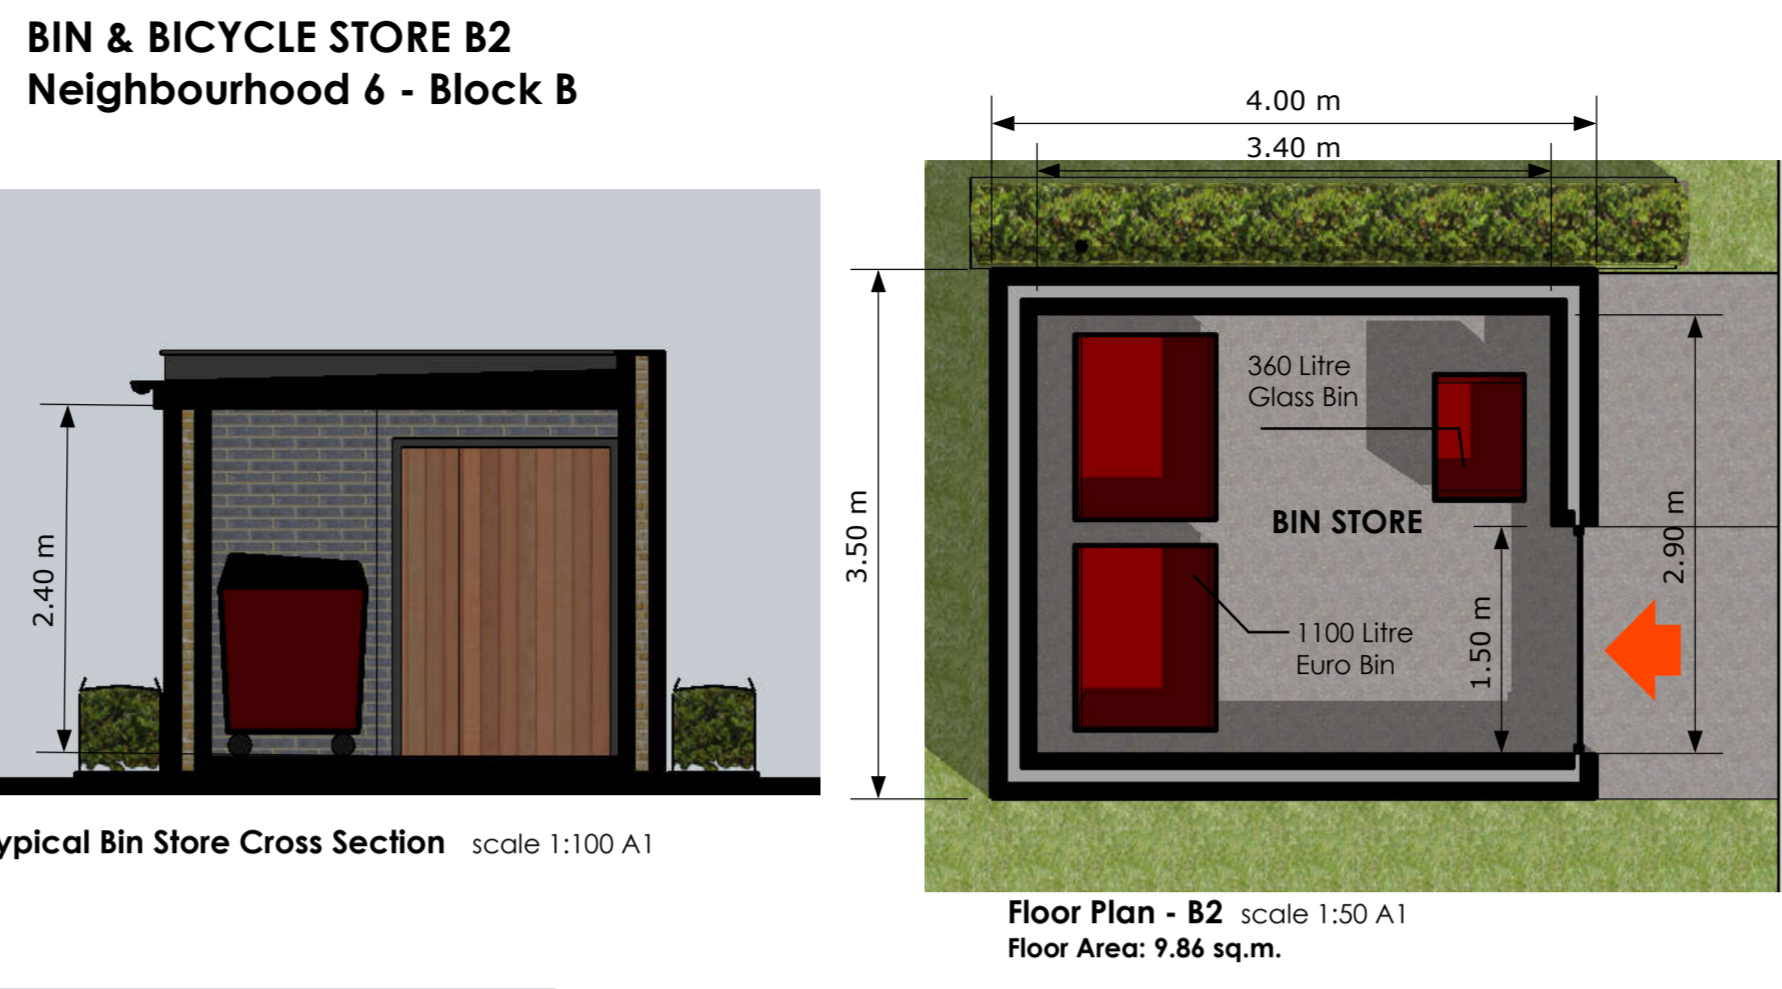 BIN & BICYCLE STORE B2
Neighbourhood 6 - Block B
4.00 m
3.40 m
3.50 m
360 Litre
Glass Bin
BIN STORE
2.90 m
1.50 m
1100 Litre
Euro Bin
2.40 m
ypical Bin Store Cross Section scale 1:100 A1
Floor Plan - B2 scale 1:50 A1
Floor Area: 9.86 sq.m.